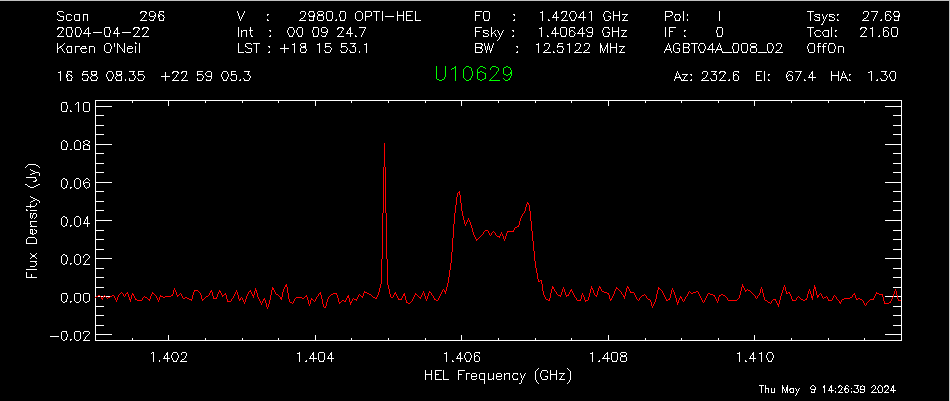 Scan 296 V : 2980.0 OPTI-HEL F0 : 1.42041 GHz Pol: I Tsys: 27.69
2004-04-22 Int : 00 09 24.7 Fsky : 1.40649 GHz IF : 0 Tcal: 21.60
Karen O'Neil LST : +18 15 53.1 BW : 12.5122 MHz AGBT04A_008_02 OffOn
16 58 08.35 +22 59 05.3 U10629 Az: 232.6 El: 67.4 HA: 1.30
0.10
0.08
0.06
0.04
0.02
0.00
-0.02
Flux Density (Jy)
1.402 1.404 1.406 1.408 1.410
HEL Frequency (GHz)
Thu May 9 14:26:39 2024